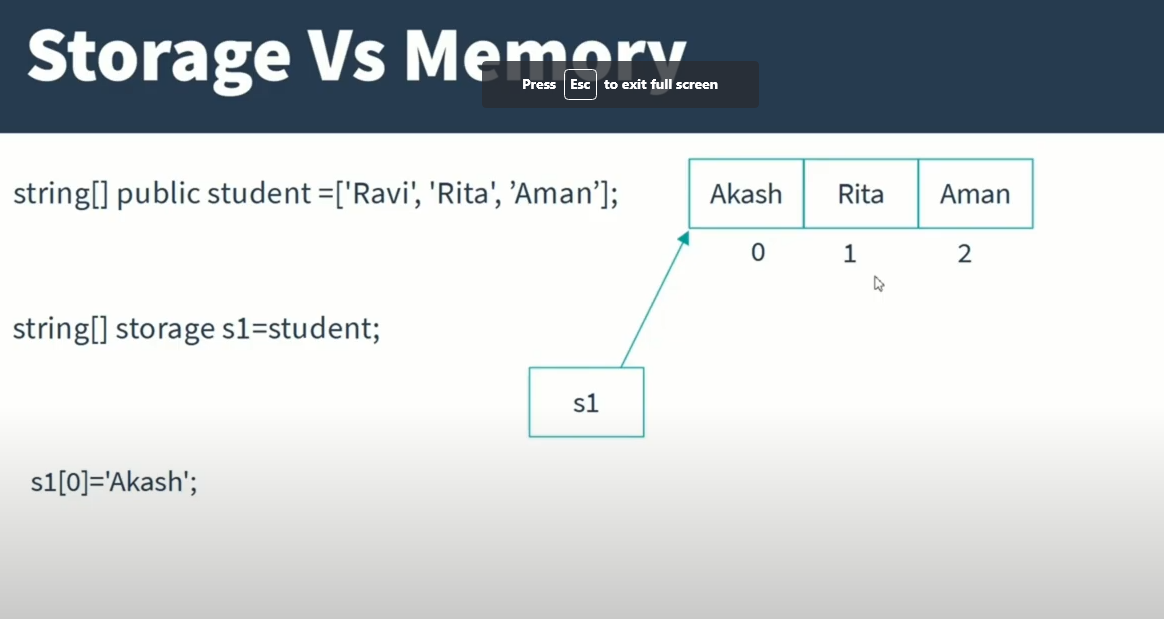 Storage Vs Memory
Press Esc to exit full screen
string[] public student =['Ravi', 'Rita', ’Aman’];
Akash Rita Aman
0 1 2
string[] storage s1=student;
s1
s1[0]='Akash';